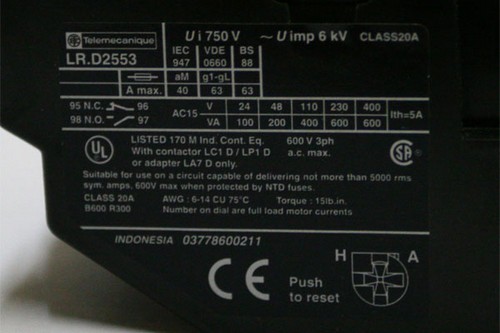 Telemecanique Ui 750 V ~ Uimp 6 kV CLASS20A
LR.D2553 IEC 947 VDE 0660 BS 88
aM g1-gL
A max. 40 63 63
95 N.C. 96 AC15 V 24 48 110 230 400 Ith=5A
98 N.O. 97 VA 100 200 400 600 600
UL LISTED 170 M Ind. Cont. Eq. 600 V 3ph SA
With contactor LC1 D / LP1 D a.c. max.
or adapter LA7 D only.
Suitable for use on a circuit capable of delivering not more than 5000 rms
sym. amps, 600V max when protected by NTD fuses.
CLASS 20A AWG : 6-14 CU 75°C Torque : 15lb.in.
B600 R300 Number on dial are full load motor currents
INDONESIA 03778600211
CE H A
Push
to reset